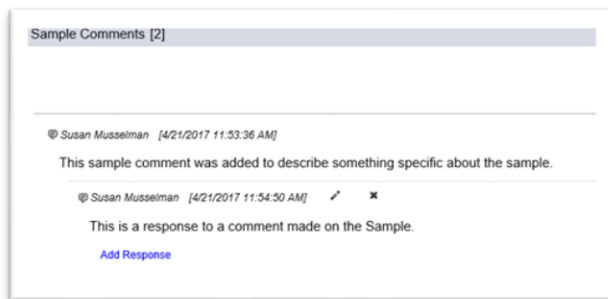 Sample Comments [2]
Susan Musselman [4/21/2017 11:53:36 AM]
This sample comment was added to describe something specific about the sample.
Susan Musselman [4/21/2017 11:54:50 AM]
This is a response to a comment made on the Sample.
Add Response